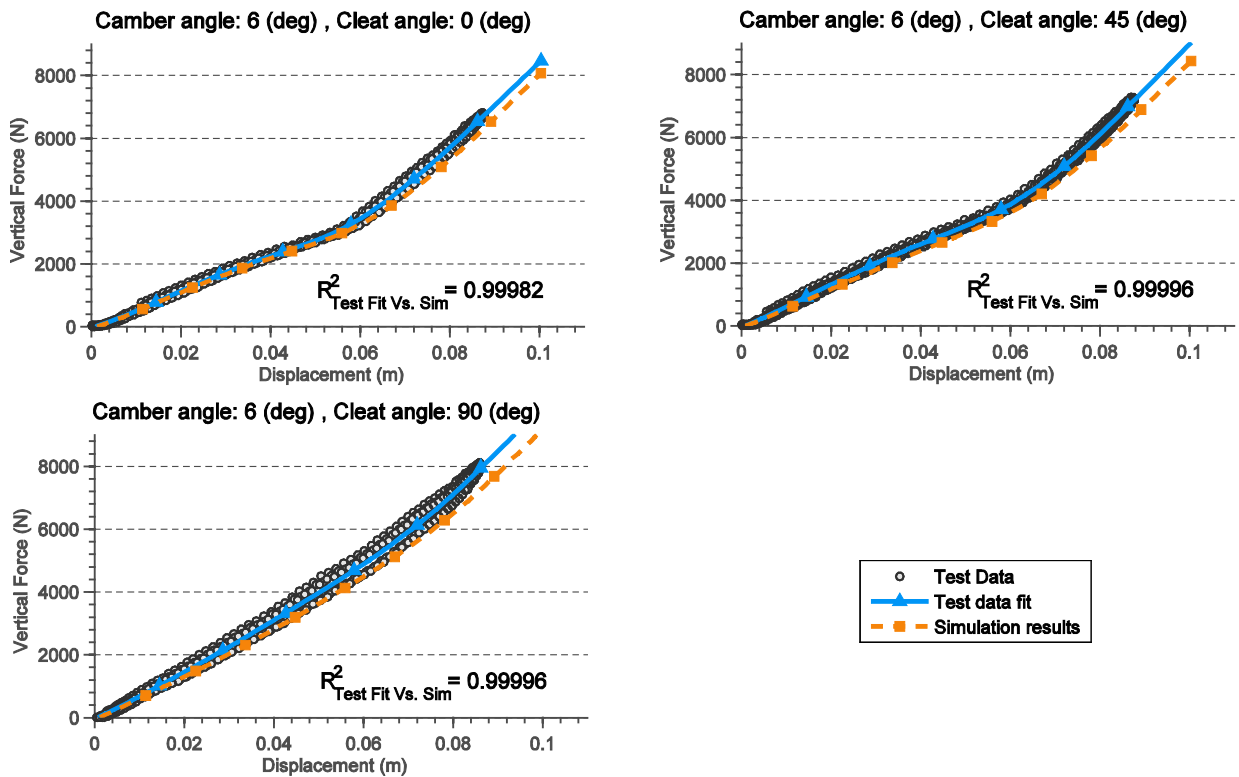 Camber angle: 6 (deg) , Cleat angle: 0 (deg)
8000
6000
4000
2000
0
Vertical Force (N)
R²Test Fit Vs. Sim = 0.99982
0 0.02 0.04 0.06 0.08 0.1
Displacement (m)
Camber angle: 6 (deg) , Cleat angle: 45 (deg)
8000
6000
4000
2000
0
Vertical Force (N)
R²Test Fit Vs. Sim = 0.99996
0 0.02 0.04 0.06 0.08 0.1
Displacement (m)
Camber angle: 6 (deg) , Cleat angle: 90 (deg)
8000
6000
4000
2000
0
Vertical Force (N)
R²Test Fit Vs. Sim = 0.99996
0 0.02 0.04 0.06 0.08 0.1
Displacement (m)
Test Data
Test data fit
Simulation results